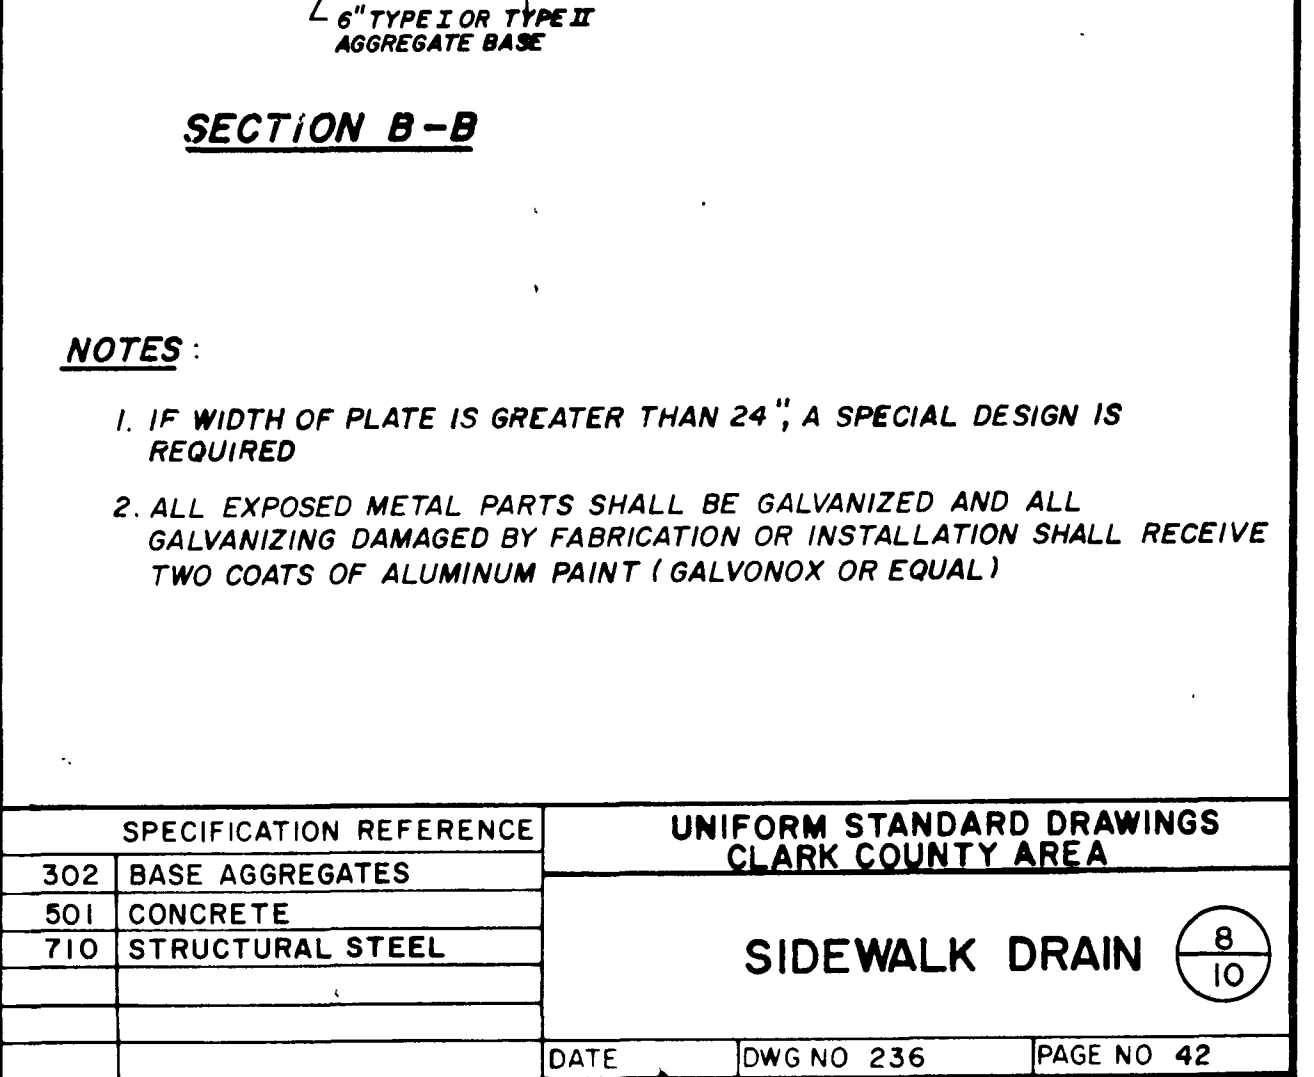 6" TYPE I OR TYPE II
AGGREGATE BASE
SECTION B-B
NOTES:
1. IF WIDTH OF PLATE IS GREATER THAN 24", A SPECIAL DESIGN IS
REQUIRED
2. ALL EXPOSED METAL PARTS SHALL BE GALVANIZED AND ALL
GALVANIZING DAMAGED BY FABRICATION OR INSTALLATION SHALL RECEIVE
TWO COATS OF ALUMINUM PAINT (GALVONOX OR EQUAL)
SPECIFICATION REFERENCE
302 BASE AGGREGATES
501 CONCRETE
710 STRUCTURAL STEEL
UNIFORM STANDARD DRAWINGS
CLARK COUNTY AREA
SIDEWALK DRAIN
8
10
DATE
DWG NO 236
PAGE NO 42